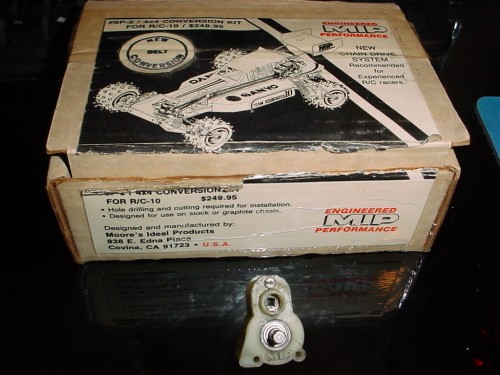 #8P-2 / 4x4 CONVERSION KIT
FOR R/C-10 / $249.95
NEW
BELT
CONVERSION
SANYO
ENGINEERED
MIP
PERFORMANCE
NEW
CHAIN DRIVE
SYSTEM
Recommended
for
Experienced
R/C racers.
4x4 CONVERSION
FOR R/C-10 $249.95
• Hole drilling and cutting required for installation.
• Designed for use on stock or graphite chassis.
Designed and manufactured by:
Moore's Ideal Products
838 E. Edna Place
Covina, CA 91723 • U.S.A.
ENGINEERED
MIP
PERFORMANCE
MIP